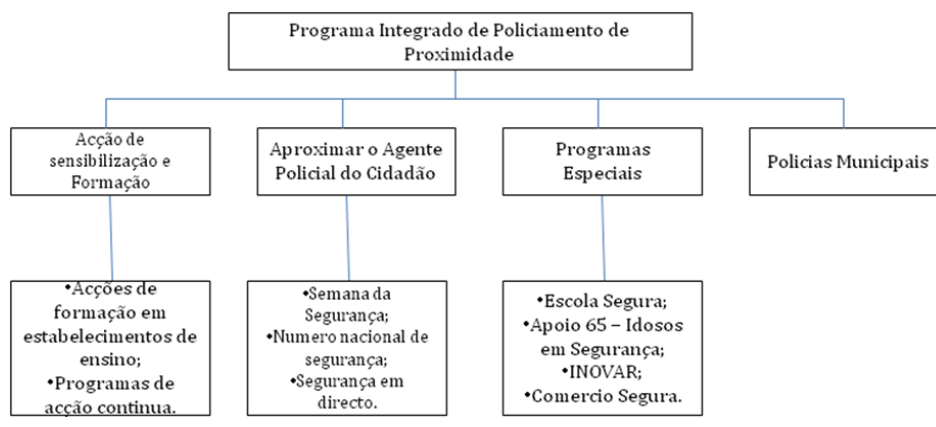 Programa Integrado de Policiamento de
Proximidade
Acção de
sensibilização e
Formação
Aproximar o Agente
Policial do Cidadão
Programas
Especiais
Policias Municipais
•Acções de
formação em
estabelecimentos de
ensino;
•Programas de
acção continua.
•Semana da
Segurança;
•Numero nacional de
segurança;
•Segurança em
directo.
•Escola Segura;
•Apoio 65 – Idosos
em Segurança;
•INOVAR;
•Comercio Segura.